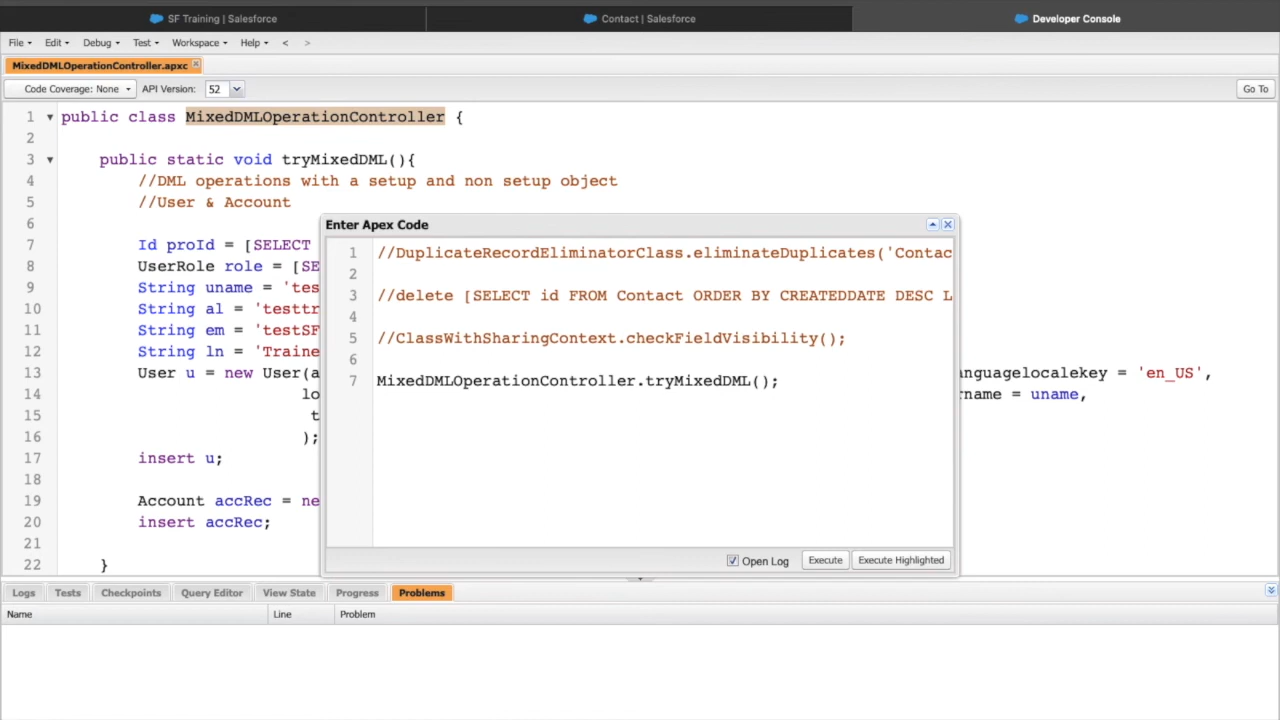 SF Training | Salesforce
Contact | Salesforce
Developer Console
File Edit Debug Test Workspace Help < >
MixedDMLOperationController.apxc
Code Coverage: None API Version: 52 Go To
1 public class MixedDMLOperationController {
2
3 public static void tryMixedDML(){
4 //DML operations with a setup and non setup object
5 //User & Account
6
7 Id proId = [SELECT
8 UserRole role = [SE
9 String uname = 'tes
10 String al = 'testtr
11 String em = 'testSF
12 String ln = 'Traine
13 User u = new User(a anguagelocalekey = 'en_US',
14 lo rname = uname,
15 t
16 );
17 insert u;
18
19 Account accRec = ne
20 insert accRec;
21
22 }
Enter Apex Code
1 //DuplicateRecordEliminatorClass.eliminateDuplicates('Contac
2
3 //delete [SELECT id FROM Contact ORDER BY CREATEDDATE DESC L
4
5 //ClassWithSharingContext.checkFieldVisibility();
6
7 MixedDMLOperationController.tryMixedDML();
Open Log Execute Execute Highlighted
Logs Tests Checkpoints Query Editor View State Progress Problems
Name Line Problem